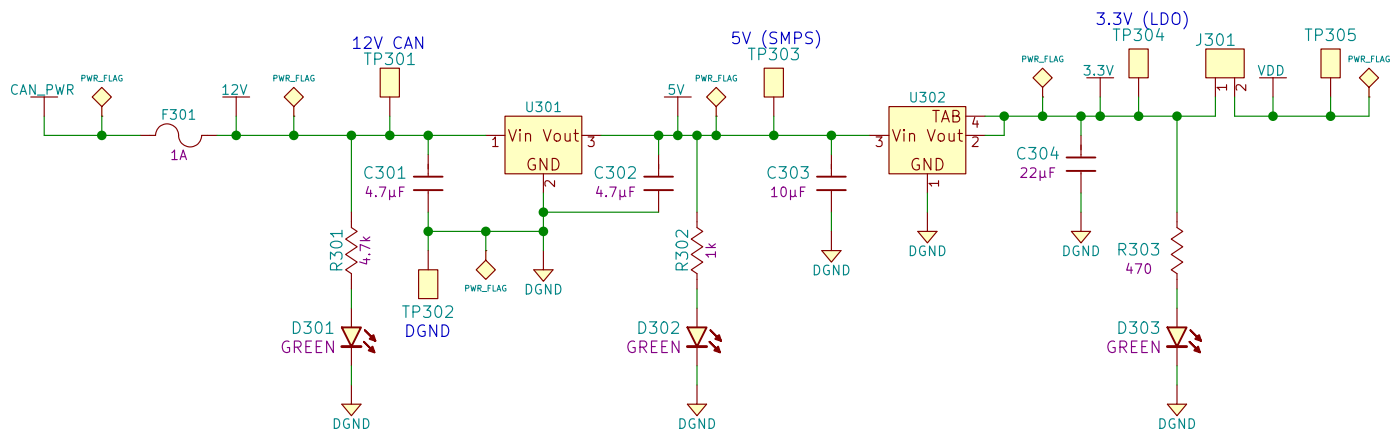 3.3V (LDO)
5V (SMPS)
12V CAN
TP304
J301
TP305
TP303
TP301
PWR_FLAG
PWR_FLAG
3.3V
VDD
PWR_FLAG
PWR_FLAG
CAN_PWR
12V
5V
PWR_FLAG
1
2
F301
1A
U301
U302
Vin Vout
GND
1
3
2
TAB
Vin Vout
GND
4
3
2
1
C301
4.7µF
C302
4.7µF
C303
10µF
C304
22µF
R301
4.7k
R302
1k
R303
470
DGND
DGND
DGND
DGND
PWR_FLAG
TP302
DGND
D301
GREEN
D302
GREEN
D303
GREEN
DGND
DGND
DGND